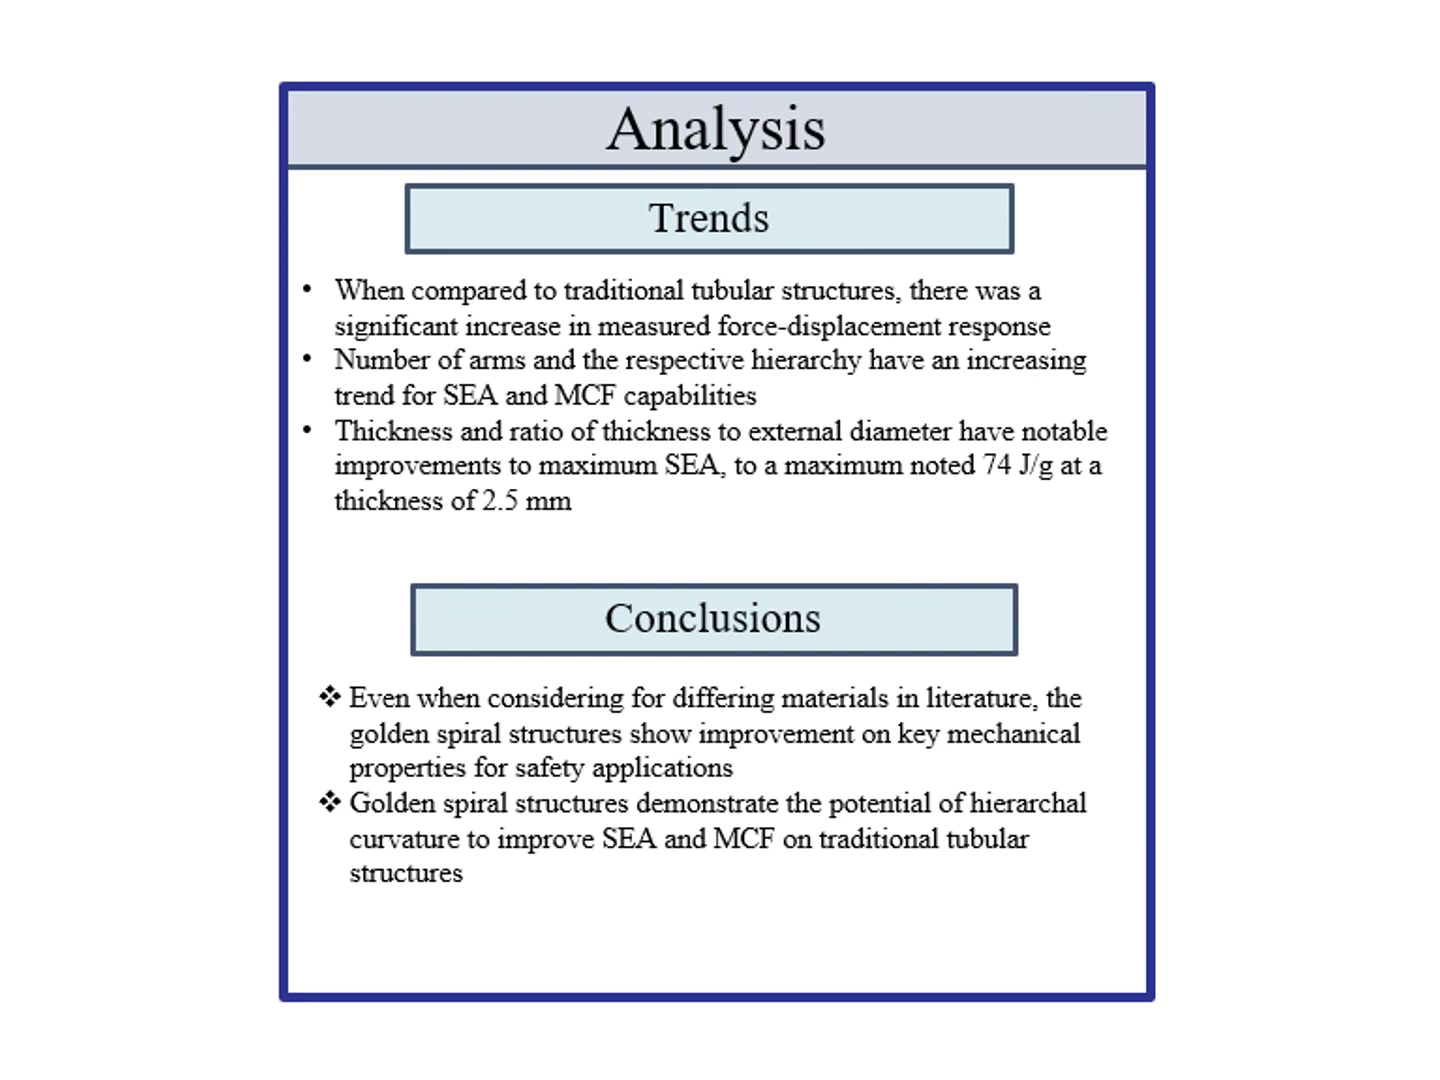 Analysis
Trends
• When compared to traditional tubular structures, there was a
significant increase in measured force-displacement response
• Number of arms and the respective hierarchy have an increasing
trend for SEA and MCF capabilities
• Thickness and ratio of thickness to external diameter have notable
improvements to maximum SEA, to a maximum noted 74 J/g at a
thickness of 2.5 mm
Conclusions
❖ Even when considering for differing materials in literature, the
golden spiral structures show improvement on key mechanical
properties for safety applications
❖ Golden spiral structures demonstrate the potential of hierarchal
curvature to improve SEA and MCF on traditional tubular
structures